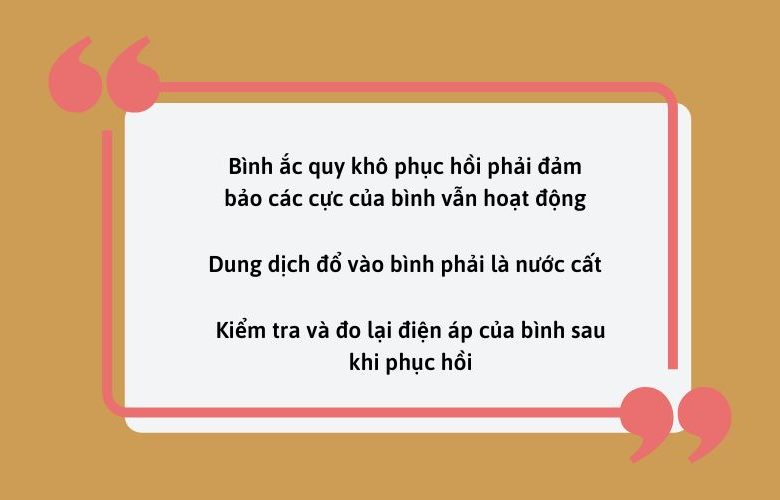 Bình ắc quy khô phục hồi phải đảm
bảo các cực của bình vẫn hoạt động
Dung dịch đổ vào bình phải là nước cất
Kiểm tra và đo lại điện áp của bình sau
khi phục hồi